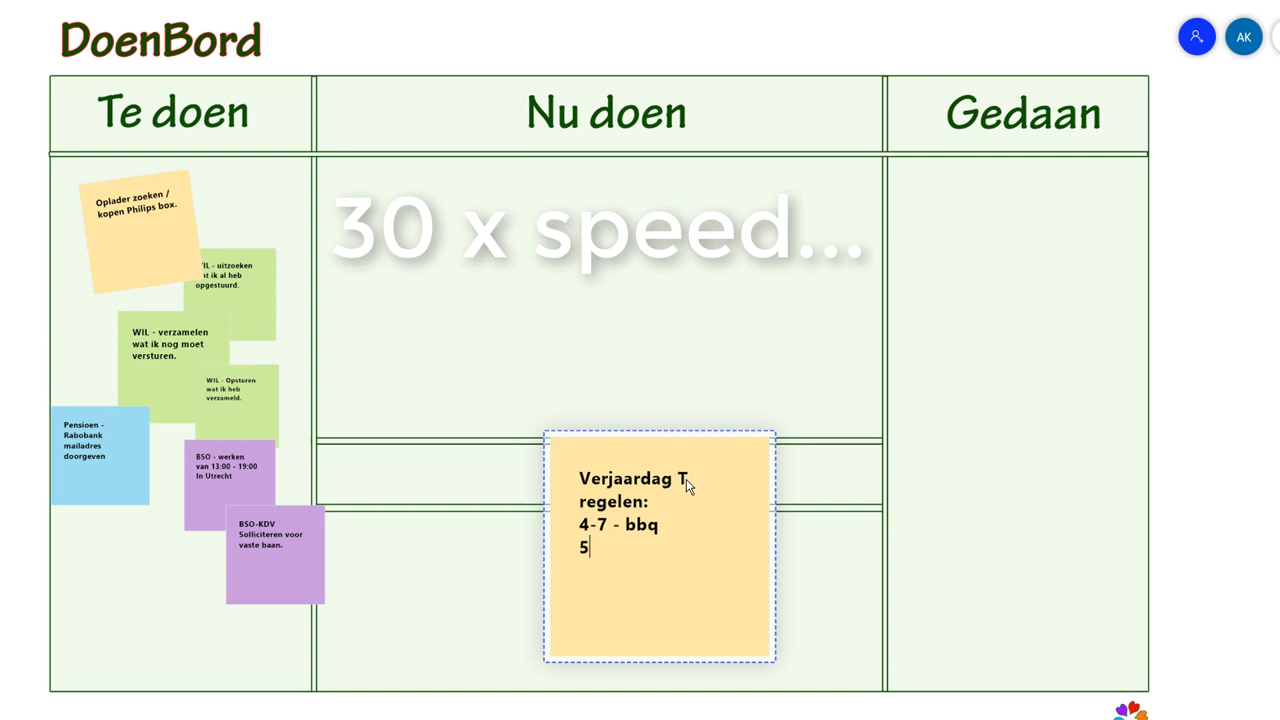 DoenBord
AK
Te doen
Nu doen
Gedaan
30 x speed...
Oplader zoeken /
kopen Philips box.
uitzoeken
ik al heb
opgestuurd.
WIL - verzamelen
wat ik nog moet
versturen.
WIL - Opsturen
wat ik heb
verzameld.
Pensioen -
Rabobank
mailadres
doorgeven
BSO - werken
van 13:00 - 19:00
In Utrecht
BSO-KDV
Solliciteren voor
vaste baan.
Verjaardag T
regelen:
4-7 - bbq
5